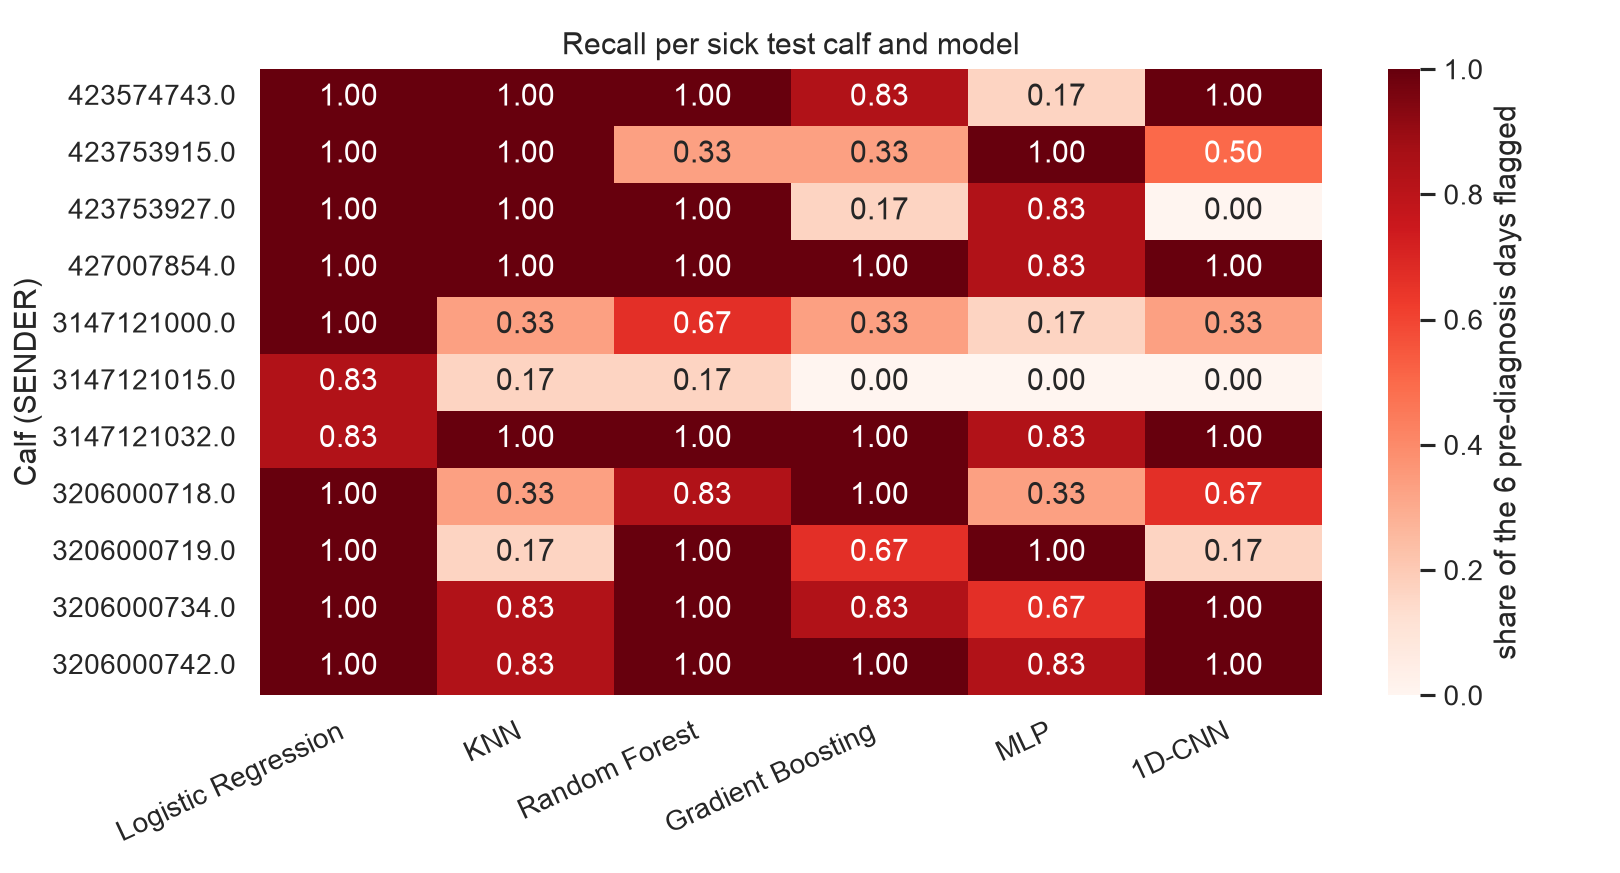 Recall per sick test calf and model
Calf (SENDER)
423574743.0 1.00 1.00 1.00 0.83 0.17 1.00
423753915.0 1.00 1.00 0.33 0.33 1.00 0.50
423753927.0 1.00 1.00 1.00 0.17 0.83 0.00
427007854.0 1.00 1.00 1.00 1.00 0.83 1.00
3147121000.0 1.00 0.33 0.67 0.33 0.17 0.33
3147121015.0 0.83 0.17 0.17 0.00 0.00 0.00
3147121032.0 0.83 1.00 1.00 1.00 0.83 1.00
3206000718.0 1.00 0.33 0.83 1.00 0.33 0.67
3206000719.0 1.00 0.17 1.00 0.67 1.00 0.17
3206000734.0 1.00 0.83 1.00 0.83 0.67 1.00
3206000742.0 1.00 0.83 1.00 1.00 0.83 1.00
Logistic Regression
KNN
Random Forest
Gradient Boosting
MLP
1D-CNN
1.0
0.8
0.6
0.4
0.2
0.0
share of the 6 pre-diagnosis days flagged